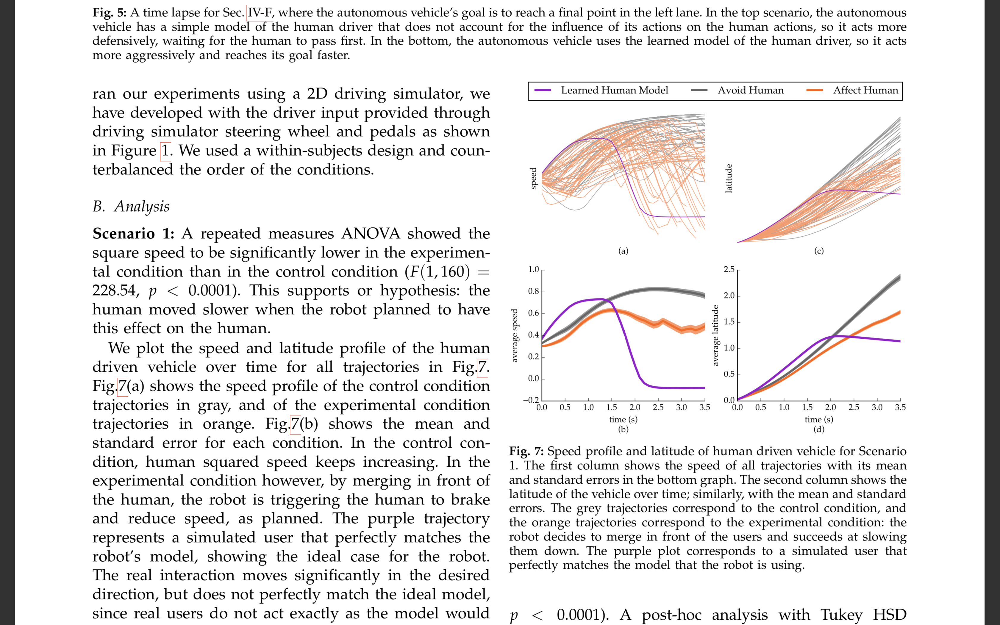 Fig. 5: A time lapse for Sec. IV-F, where the autonomous vehicle's goal is to reach a final point in the left lane. In the top scenario, the autonomous
vehicle has a simple model of the human driver that does not account for the influence of its actions on the human actions, so it acts more
defensively, waiting for the human to pass first. In the bottom, the autonomous vehicle uses the learned model of the human driver, so it acts
more aggressively and reaches its goal faster.
ran our experiments using a 2D driving simulator, we
have developed with the driver input provided through
driving simulator steering wheel and pedals as shown
in Figure 1. We used a within-subjects design and coun-
terbalanced the order of the conditions.
B. Analysis
Scenario 1: A repeated measures ANOVA showed the
square speed to be significantly lower in the experimen-
tal condition than in the control condition (F(1, 160) =
228.54, p < 0.0001). This supports or hypothesis: the
human moved slower when the robot planned to have
this effect on the human.
We plot the speed and latitude profile of the human
driven vehicle over time for all trajectories in Fig.7.
Fig.7(a) shows the speed profile of the control condition
trajectories in gray, and of the experimental condition
trajectories in orange. Fig.7(b) shows the mean and
standard error for each condition. In the control con-
dition, human squared speed keeps increasing. In the
experimental condition however, by merging in front of
the human, the robot is triggering the human to brake
and reduce speed, as planned. The purple trajectory
represents a simulated user that perfectly matches the
robot's model, showing the ideal case for the robot.
The real interaction moves significantly in the desired
direction, but does not perfectly match the ideal model,
since real users do not act exactly as the model would
Learned Human Model Avoid Human Affect Human
speed
(a)
latitude
(c)
average speed
1.0
0.8
0.6
0.4
0.2
0.0
−0.2
0.0 0.5 1.0 1.5 2.0 2.5 3.0 3.5
time (s)
(b)
average latitude
2.5
2.0
1.5
1.0
0.5
0.0
0.0 0.5 1.0 1.5 2.0 2.5 3.0 3.5
time (s)
(d)
Fig. 7: Speed profile and latitude of human driven vehicle for Scenario
1. The first column shows the speed of all trajectories with its mean
and standard errors in the bottom graph. The second column shows the
latitude of the vehicle over time; similarly, with the mean and standard
errors. The grey trajectories correspond to the control condition, and
the orange trajectories correspond to the experimental condition: the
robot decides to merge in front of the users and succeeds at slowing
them down. The purple plot corresponds to a simulated user that
perfectly matches the model that the robot is using.
p < 0.0001). A post-hoc analysis with Tukey HSD